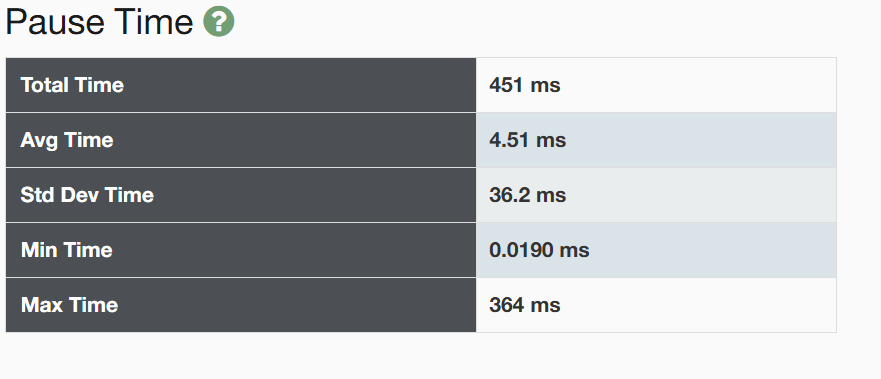 Pause Time ?
Total Time 451 ms
Avg Time 4.51 ms
Std Dev Time 36.2 ms
Min Time 0.0190 ms
Max Time 364 ms